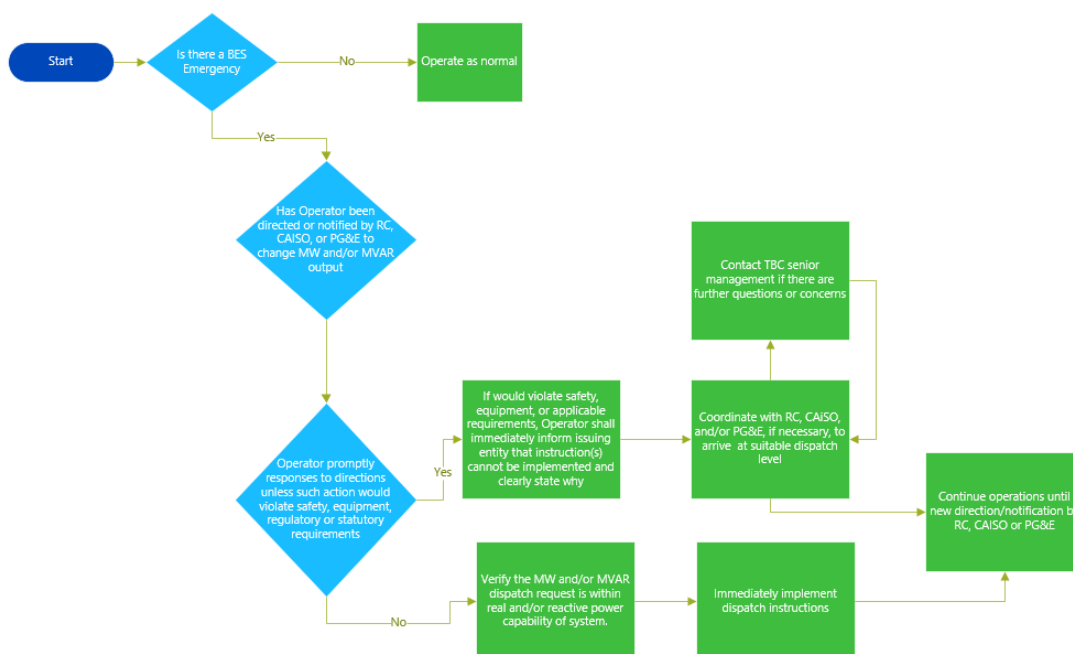 Start
Is there a BES
Emergency
No
Operate as normal
Yes
Has Operator been
directed or notified by RC,
CAISO, or PG&E to
change MW and/or MVAR
output
Contact TBC senior
management if there are
further questions or concerns
If would violate safety,
equipment, or applicable
requirements, Operator shall
immediately inform issuing
entity that instruction(s)
cannot be implemented and
clearly state why
Coordinate with RC, CAiSO,
and/or PG&E, if necessary, to
arrive at suitable dispatch
level
Operator promptly
responses to directions
unless such action would
violate safety, equipment,
regulatory or statutory
requirements
Yes
Continue operations until
new direction/notification b
RC, CAISO or PG&E
Verify the MW and/or MVAR
dispatch request is within
real and/or reactive power
capability of system.
Immediately implement
dispatch instructions
No